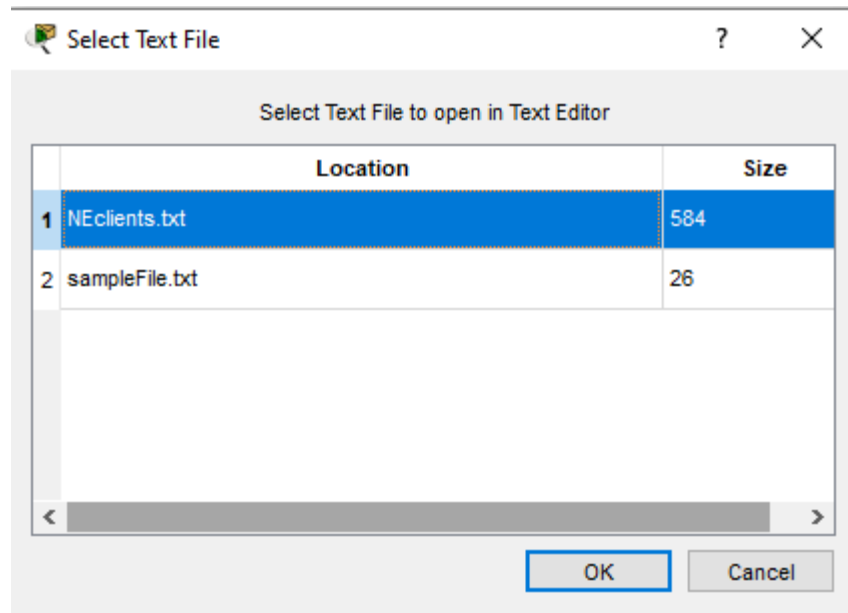 Select Text File ?
Select Text File to open in Text Editor
Location Size
1 NEclients.txt 584
2 sampleFile.txt 26
OK Cancel